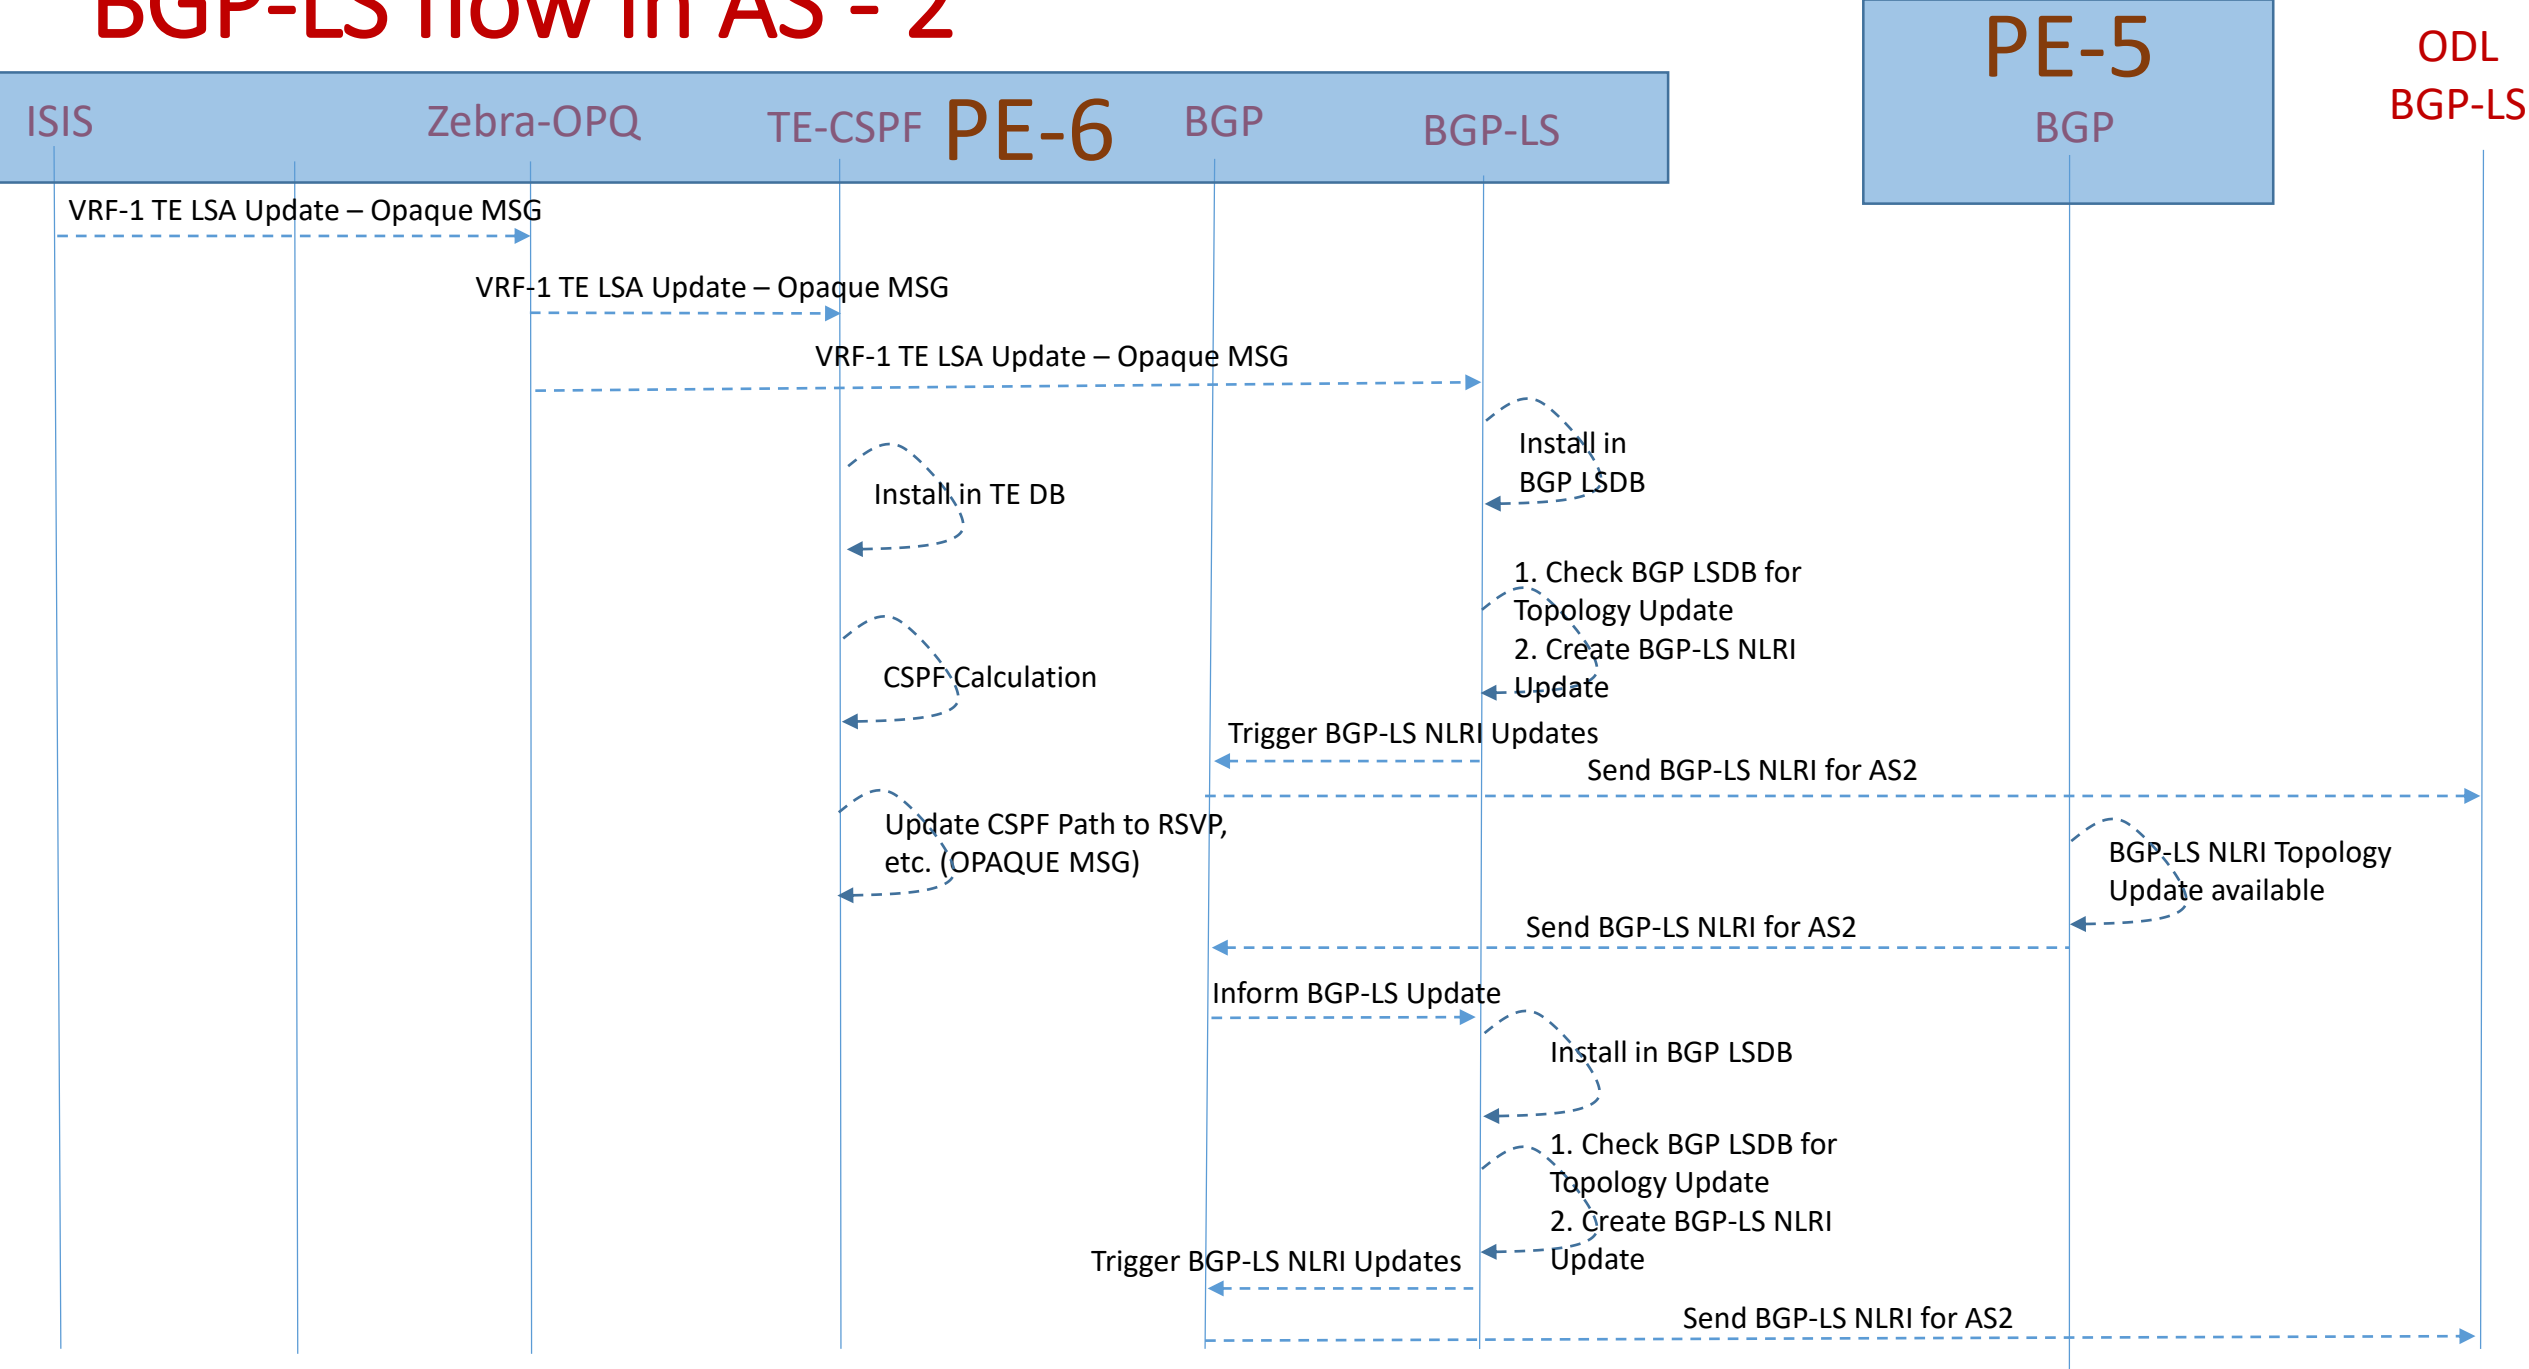 BGP-LS flow in AS - 2
PE-5
ODL
BGP-LS
ISIS
Zebra-OPQ
TE-CSPF
PE-6
BGP
BGP-LS
BGP
VRF-1 TE LSA Update – Opaque MSG
VRF-1 TE LSA Update – Opaque MSG
VRF-1 TE LSA Update – Opaque MSG
Install in
BGP LSDB
Install in TE DB
1. Check BGP LSDB for
Topology Update
2. Create BGP-LS NLRI
Update
CSPF Calculation
Trigger BGP-LS NLRI Updates
Send BGP-LS NLRI for AS2
Update CSPF Path to RSVP,
etc. (OPAQUE MSG)
BGP-LS NLRI Topology
Update available
Send BGP-LS NLRI for AS2
Inform BGP-LS Update
Install in BGP LSDB
1. Check BGP LSDB for
Topology Update
2. Create BGP-LS NLRI
Update
Trigger BGP-LS NLRI Updates
Send BGP-LS NLRI for AS2